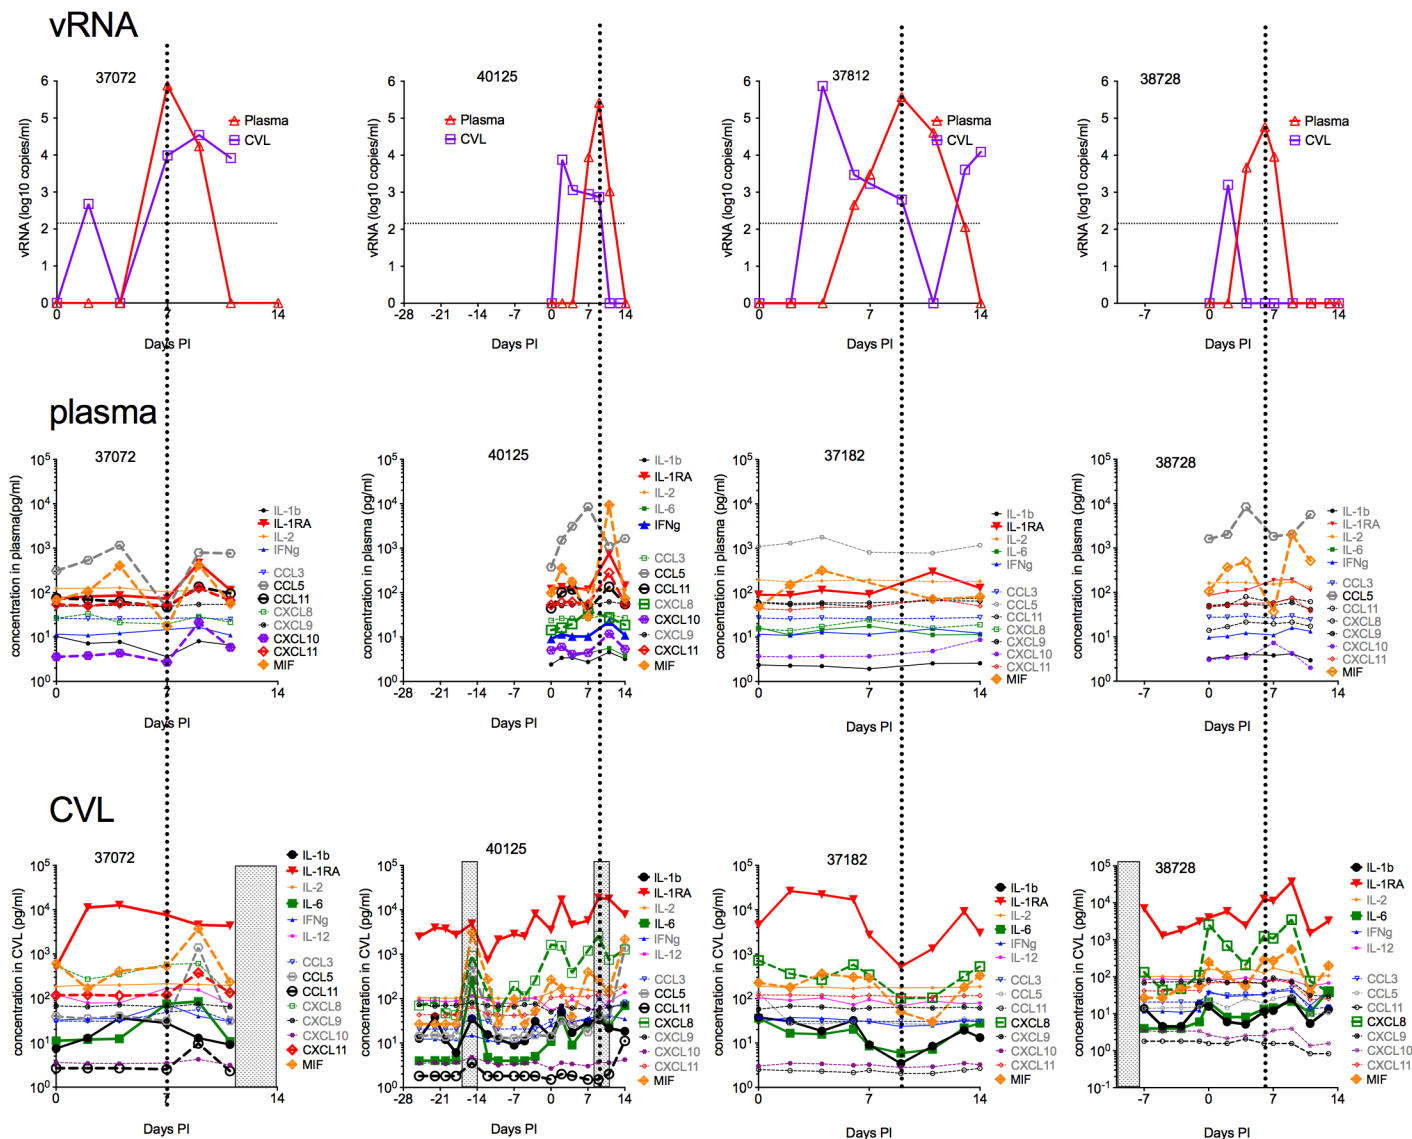 vRNA
37072
40125
37812
38728
vRNA (log10 copies/ml)
6
5
4
3
2
1
0
0
7
14
Plasma
CVL
Days PI
vRNA (log10 copies/ml)
6
5
4
3
2
1
0
-28
-21
-14
-7
0
7
14
Plasma
CVL
Days PI
vRNA (log10 copies/ml)
6
5
4
3
2
1
0
0
7
14
Plasma
CVL
Days PI
vRNA (log10 copies/ml)
6
5
4
3
2
1
0
-7
0
7
14
Plasma
CVL
Days PI
plasma
37072
concentration in plasma(pg/ml)
10⁵
10⁴
10³
10²
10¹
10⁰
0
7
14
Days PI
IL-1b
IL-1RA
IL-2
IFNg
CCL3
CCL5
CCL11
CXCL8
CXCL9
CXCL10
CXCL11
MIF
40125
concentration in plasma (pg/ml)
10⁵
10⁴
10³
10²
10¹
10⁰
-28
-21
-14
-7
0
7
14
Days PI
IL-1b
IL-1RA
IL-2
IL-6
IFNg
CCL3
CCL5
CCL11
CXCL8
CXCL10
CXCL9
CXCL11
MIF
37182
concentration in plasma (pg/ml)
10⁵
10⁴
10³
10²
10¹
10⁰
0
7
14
Days PI
IL-1b
IL-1RA
IL-2
IL-6
IFNg
CCL3
CCL5
CCL11
CXCL8
CXCL9
CXCL10
CXCL11
MIF
38728
concentration in plasma (pg/ml)
10⁵
10⁴
10³
10²
10¹
10⁰
-7
0
7
14
Days PI
IL-1b
IL-1RA
IL-2
IL-6
IFNg
CCL3
CCL5
CCL11
CXCL8
CXCL9
CXCL10
CXCL11
MIF
CVL
37072
concentration in CVL (pg/ml)
10⁵
10⁴
10³
10²
10¹
10⁰
0
7
14
Days PI
IL-1b
IL-1RA
IL-2
IL-6
IFNg
IL-12
CCL3
CCL5
CCL11
CXCL8
CXCL9
CXCL10
CXCL11
MIF
40125
concentration in CVL (pg/ml)
10⁵
10⁴
10³
10²
10¹
10⁰
-28
-21
-14
-7
0
7
14
Days PI
IL-1b
IL-1RA
IL-2
IL-6
IFNg
IL-12
CCL3
CCL5
CCL11
CXCL8
CXCL9
CXCL10
CXCL11
MIF
37182
concentration in CVL (pg/ml)
10⁵
10⁴
10³
10²
10¹
10⁰
0
7
14
Days PI
IL-1b
IL-1RA
IL-2
IL-6
IFNg
IL-12
CCL3
CCL5
CCL11
CXCL8
CXCL9
CXCL10
CXCL11
MIF
38728
concentration in CVL (pg/ml)
10⁵
10⁴
10³
10²
10¹
10⁰
10⁻¹
-7
0
7
14
Days PI
IL-1b
IL-1RA
IL-2
IL-6
IFNg
IL-12
CCL3
CCL5
CCL11
CXCL8
CXCL9
CXCL10
CXCL11
MIF